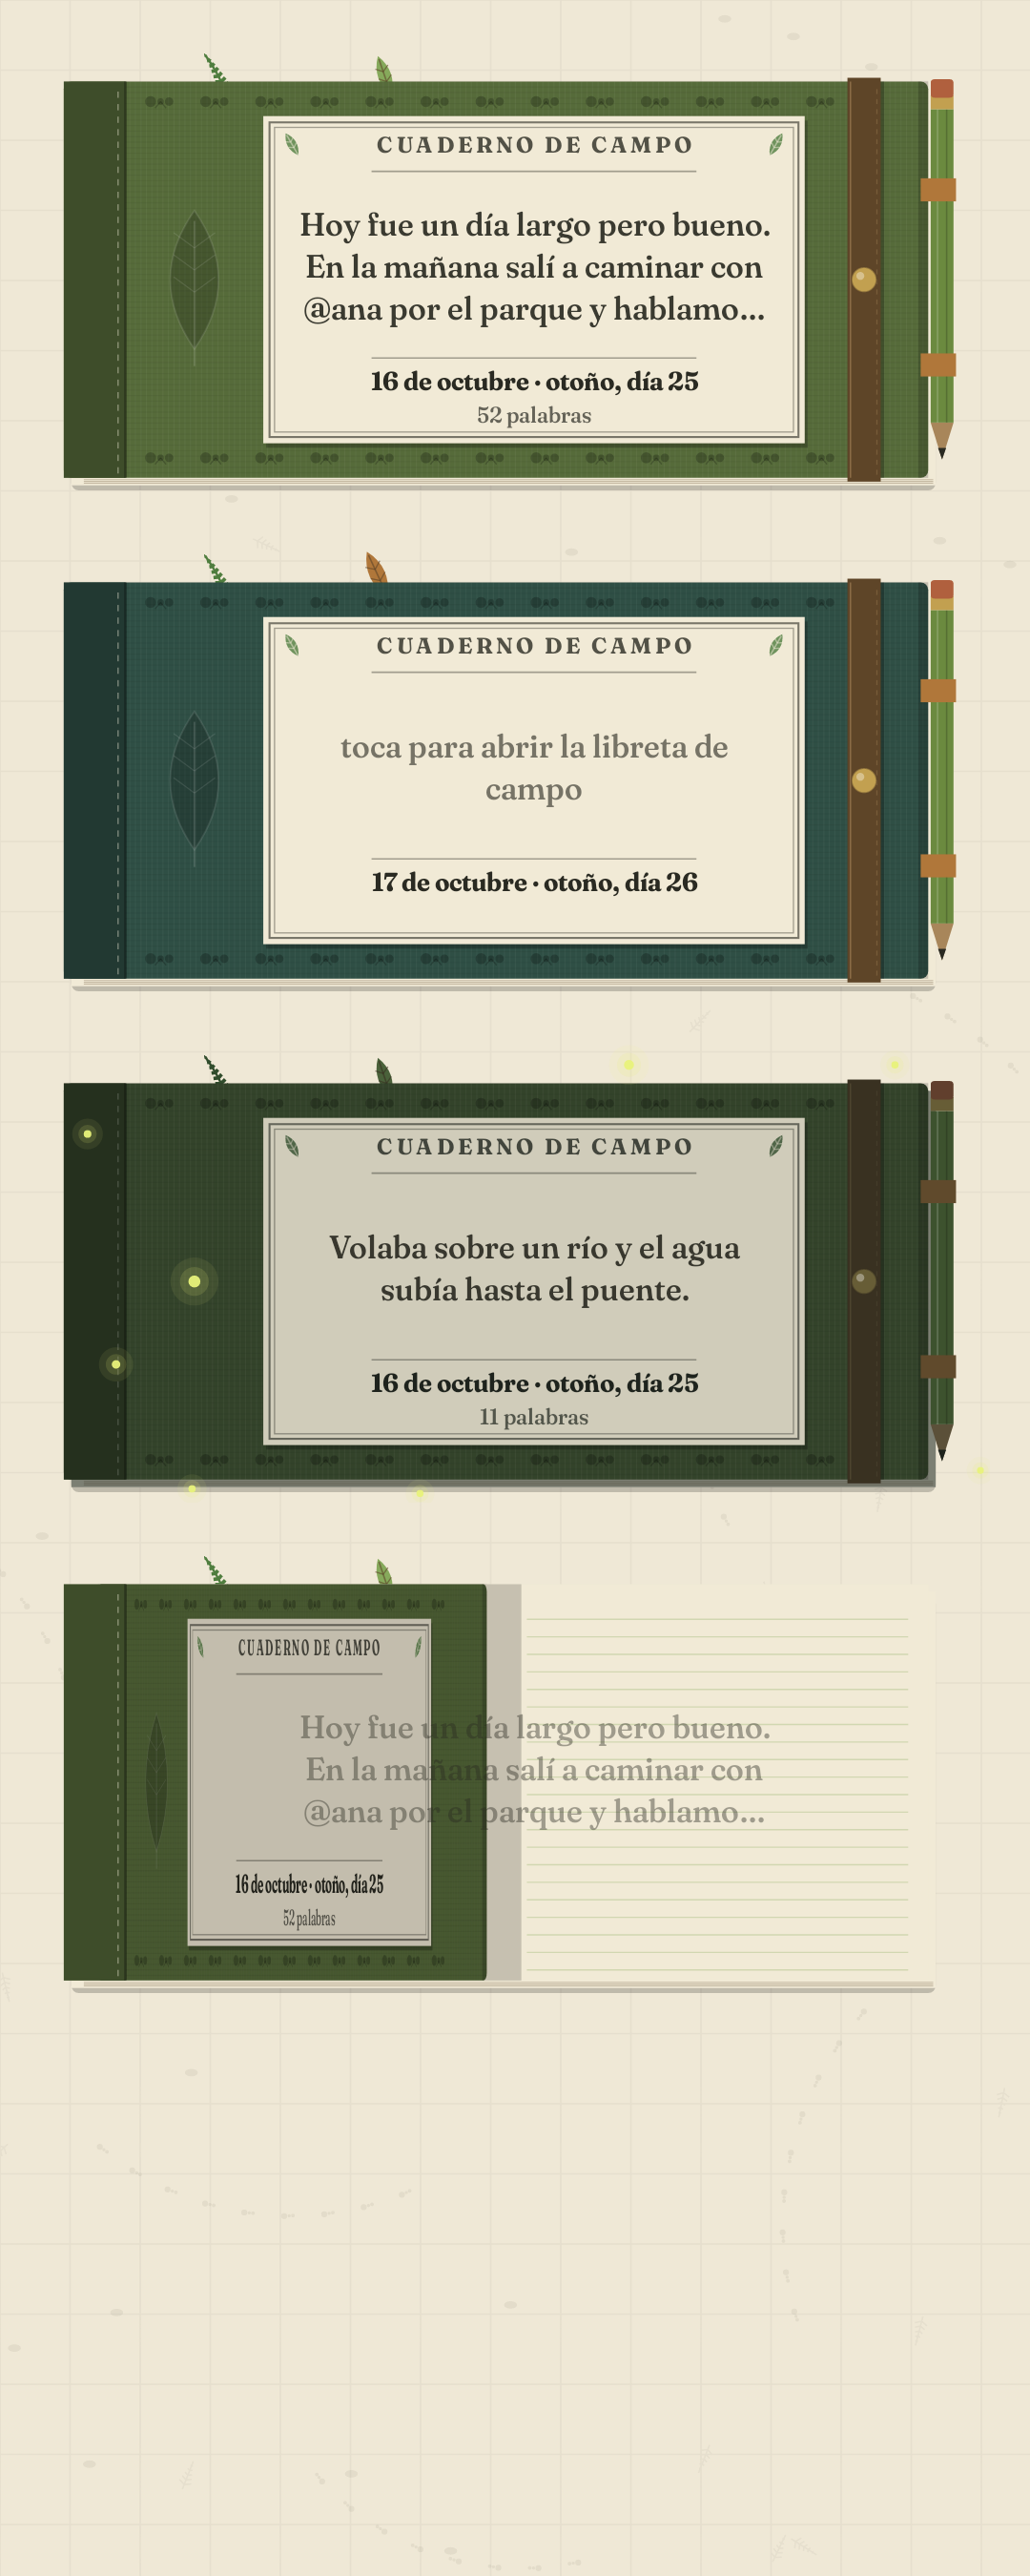 CUADERNO DE CAMPO
Hoy fue un día largo pero bueno.
En la mañana salí a caminar con
@ana por el parque y hablamo...
16 de octubre · otoño, día 25
52 palabras
CUADERNO DE CAMPO
toca para abrir la libreta de
campo
17 de octubre · otoño, día 26
CUADERNO DE CAMPO
Volaba sobre un río y el agua
subía hasta el puente.
16 de octubre · otoño, día 25
11 palabras
CUADERNO DE CAMPO
Hoy fue un día largo pero bueno.
En la mañana salí a caminar con
@ana por el parque y hablamo...
16 de octubre · otoño, día 25
52 palabras